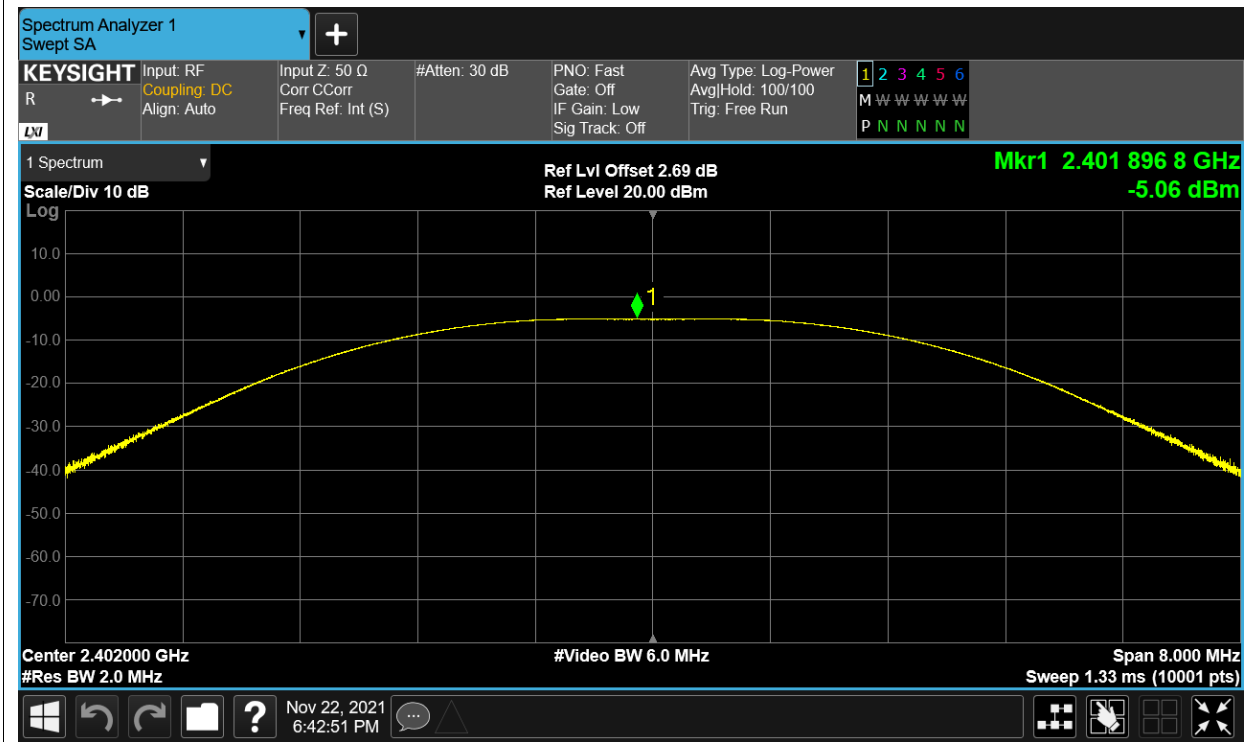 Spectrum Analyzer 1
Swept SA
+
KEYSIGHT
R
LXI
Input: RF
Coupling: DC
Align: Auto
Input Z: 50 Ω
Corr CCorr
Freq Ref: Int (S)
#Atten: 30 dB
PNO: Fast
Gate: Off
IF Gain: Low
Sig Track: Off
Avg Type: Log-Power
Avg|Hold: 100/100
Trig: Free Run
1 2 3 4 5 6
M W W W W W
P N N N N N
1 Spectrum
Scale/Div 10 dB
Log
Ref Lvl Offset 2.69 dB
Ref Level 20.00 dBm
Mkr1 2.401 896 8 GHz
-5.06 dBm
10.0
0.00
1
-10.0
-20.0
-30.0
-40.0
-50.0
-60.0
-70.0
Center 2.402000 GHz
#Res BW 2.0 MHz
#Video BW 6.0 MHz
Span 8.000 MHz
Sweep 1.33 ms (10001 pts)
?
Nov 22, 2021
6:42:51 PM